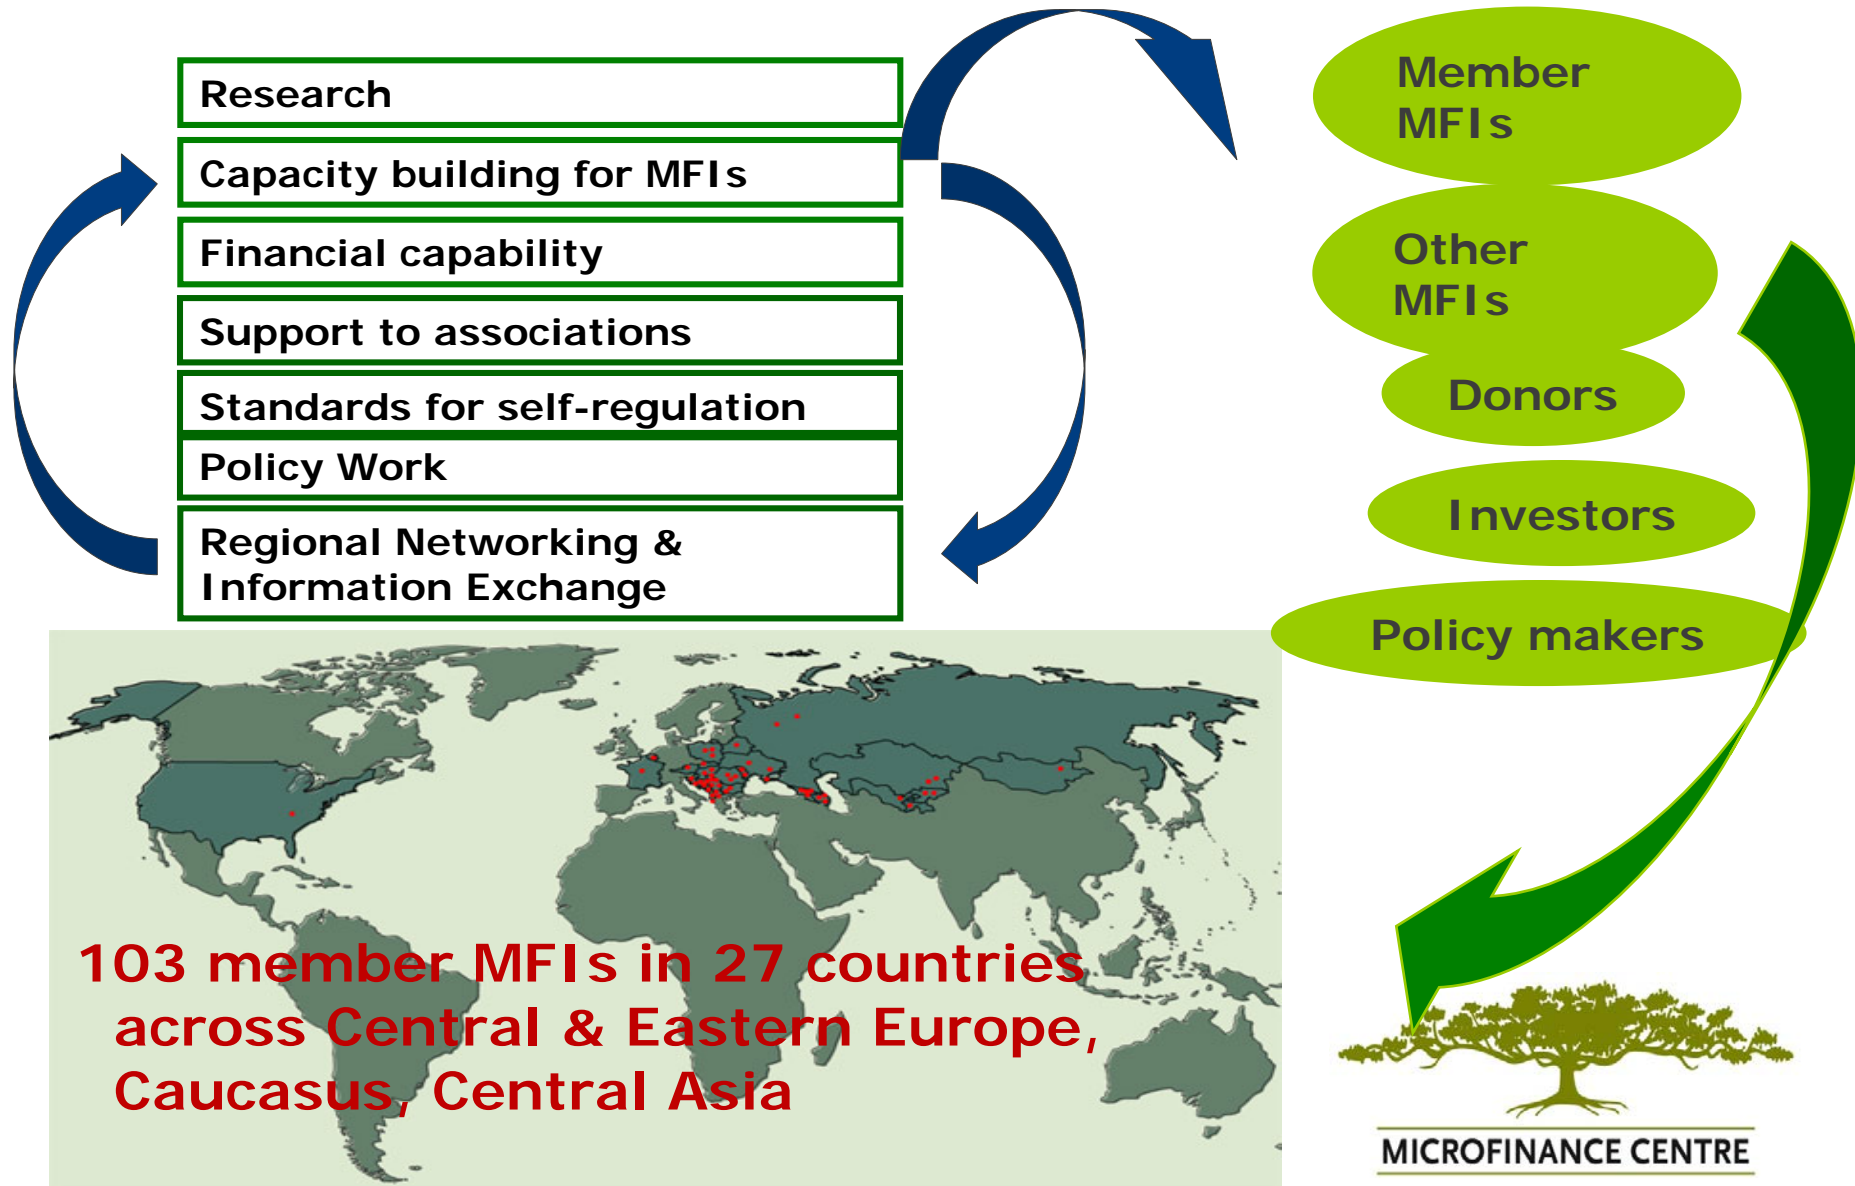 Research
Capacity building for MFIs
Financial capability
Support to associations
Standards for self-regulation
Policy Work
Regional Networking &
Information Exchange
Member
MFIs
Other
MFIs
Donors
Investors
Policy makers
103 member MFIs in 27 countries
across Central & Eastern Europe,
Caucasus, Central Asia
MICROFINANCE CENTRE